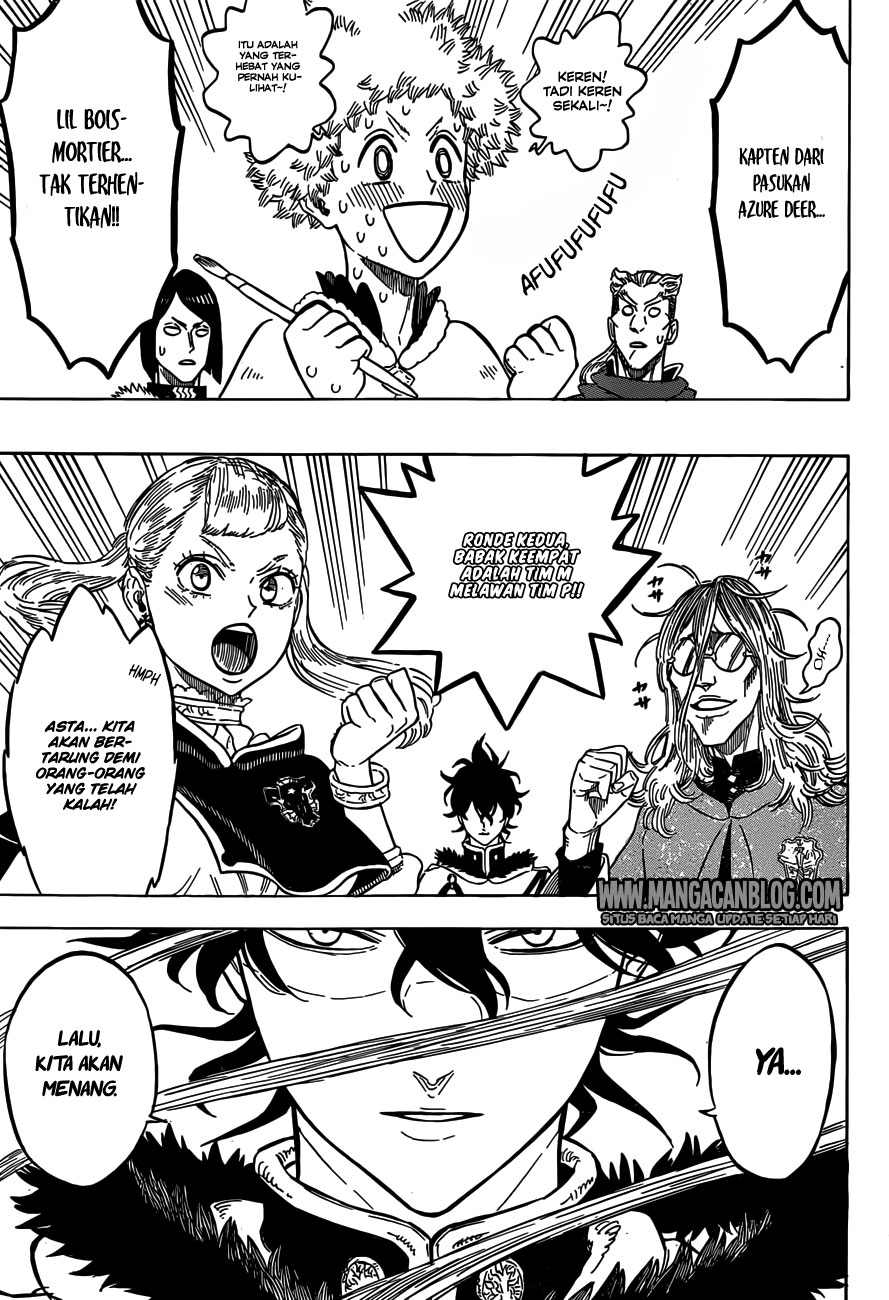 KAPTEN DARI
PASUKAN
AZURE DEER...
KEREN!
TADI KEREN
SEKALI~!
AFUFUFUFUFUFU
ITU ADALAH
YANG TER-
HEBAT YANG
PERNAH KU-
LIHAT~!
LIL BOIS-
MORTIER...
TAK TERHEN-
TIKAN!!
RONDE KEDUA,
BABAK KEEMPAT
ADALAH TIM M
MELAWAN TIM P!!
HMPH
ASTA... KITA
AKAN BER-
TARUNG DEMI
ORANG-ORANG
YANG TELAH
KALAH!
WWW.MANGACANBLOG.COM
SITUS BACA MANGA UPDATE SETIAP HARI
YA...
LALU,
KITA AKAN
MENANG.